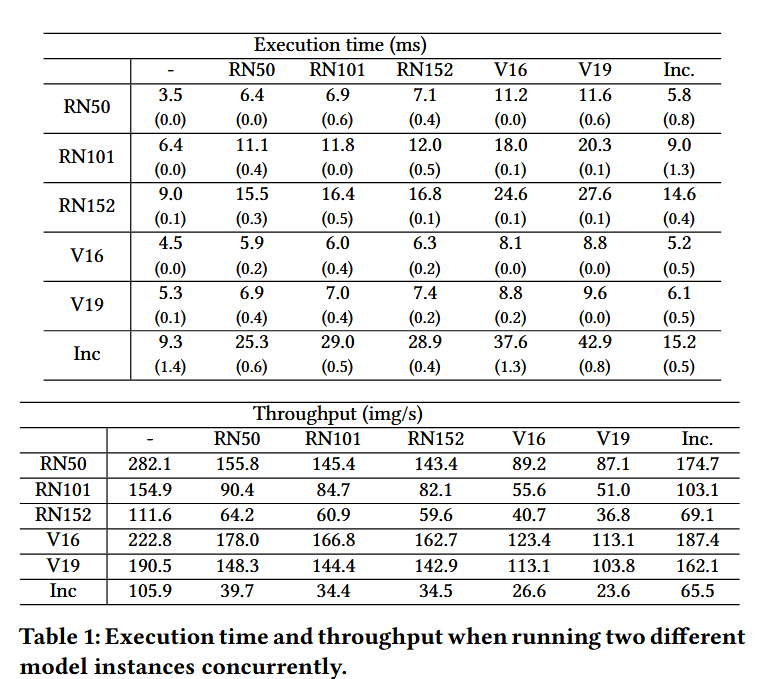 Execution time (ms)
- RN50 RN101 RN152 V16 V19 Inc.
RN50 3.5 6.4 6.9 7.1 11.2 11.6 5.8
(0.0) (0.0) (0.6) (0.4) (0.0) (0.6) (0.8)
RN101 6.4 11.1 11.8 12.0 18.0 20.3 9.0
(0.0) (0.4) (0.0) (0.5) (0.1) (0.1) (1.3)
RN152 9.0 15.5 16.4 16.8 24.6 27.6 14.6
(0.1) (0.3) (0.5) (0.1) (0.1) (0.1) (0.4)
V16 4.5 5.9 6.0 6.3 8.1 8.8 5.2
(0.0) (0.2) (0.4) (0.2) (0.0) (0.0) (0.5)
V19 5.3 6.9 7.0 7.4 8.8 9.6 6.1
(0.1) (0.4) (0.4) (0.2) (0.2) (0.0) (0.5)
Inc 9.3 25.3 29.0 28.9 37.6 42.9 15.2
(1.4) (0.6) (0.5) (0.4) (1.3) (0.8) (0.5)
Throughput (img/s)
- RN50 RN101 RN152 V16 V19 Inc.
RN50 282.1 155.8 145.4 143.4 89.2 87.1 174.7
RN101 154.9 90.4 84.7 82.1 55.6 51.0 103.1
RN152 111.6 64.2 60.9 59.6 40.7 36.8 69.1
V16 222.8 178.0 166.8 162.7 123.4 113.1 187.4
V19 190.5 148.3 144.4 142.9 113.1 103.8 162.1
Inc 105.9 39.7 34.4 34.5 26.6 23.6 65.5
Table 1: Execution time and throughput when running two different
model instances concurrently.